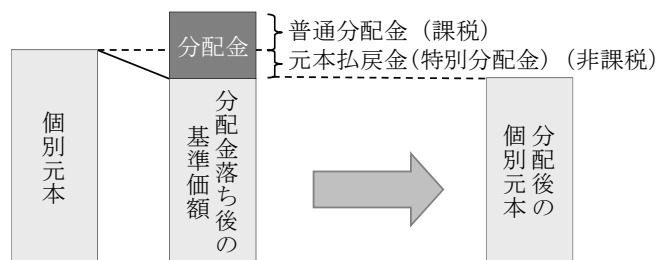 普通分配金（課税）
分配金
元本払戻金（特別分配金）（非課税）
個別元本
分配金落ち後の
基準価額
分配後の
個別元本